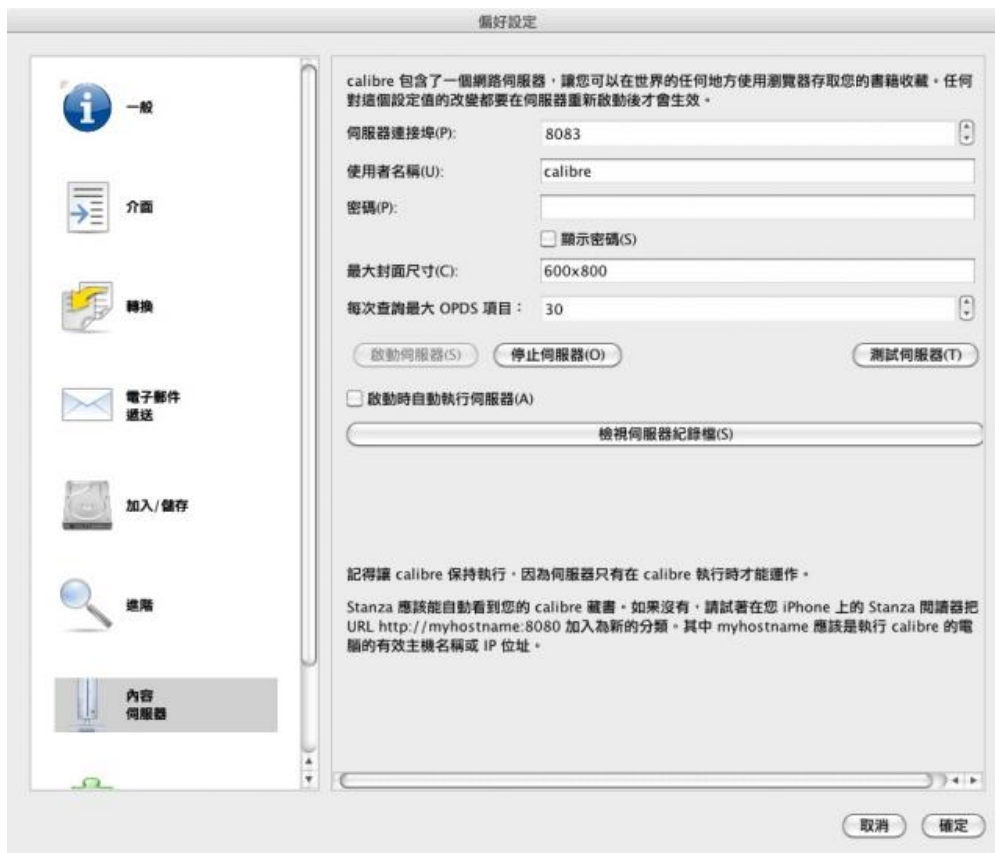 偏好設定
一般
介面
轉換
電子郵件
遞送
加入/儲存
進階
內容
伺服器
calibre 包含了一個網路伺服器，讓您可以在世界的任何地方使用瀏覽器存取您的書籍收藏。任何
對這個設定值的改變都要在伺服器重新啟動後才會生效。
伺服器連接埠(P): 8083
使用者名稱(U): calibre
密碼(P):
顯示密碼(S)
最大封面尺寸(C): 600x800
每次查詢最大 OPDS 項目： 30
啟動伺服器(S) 停止伺服器(O) 測試伺服器(T)
啟動時自動執行伺服器(A)
檢視伺服器紀錄檔(S)
記得讓 calibre 保持執行，因為伺服器只有在 calibre 執行時才能運作。
Stanza 應該能自動看到您的 calibre 藏書。如果沒有，請試著在您 iPhone 上的 Stanza 閱讀器把
URL http://myhostname:8080 加入為新的分類。其中 myhostname 應該是執行 calibre 的電
腦的有效主機名稱或 IP 位址。
取消 確定